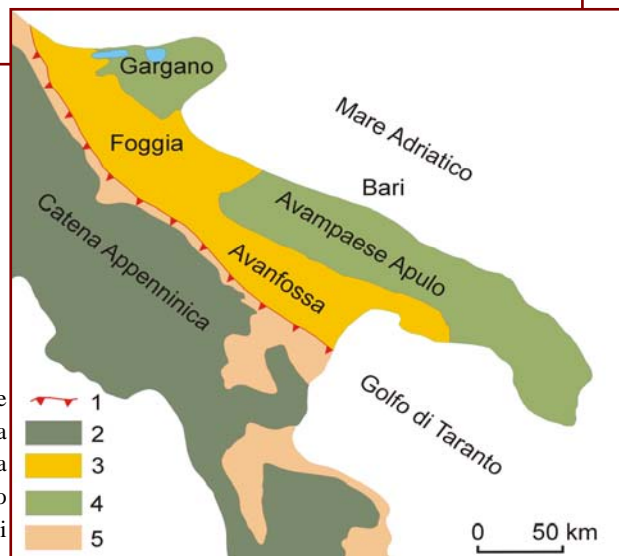 Gargano
Mare Adriatico
Foggia
Bari
Avampaese Apulo
Catena Appenninica
Avanfossa
Golfo di Taranto
e 1
a 2
a 3
o 4
i 5
0 50 km